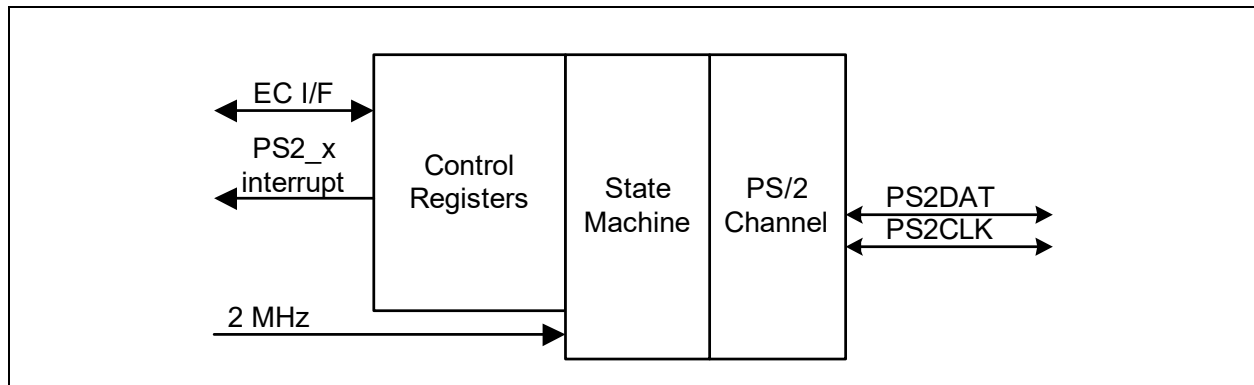 EC I/F
PS2_x
interrupt
Control
Registers
State
Machine
PS/2
Channel
PS2DAT
PS2CLK
2 MHz